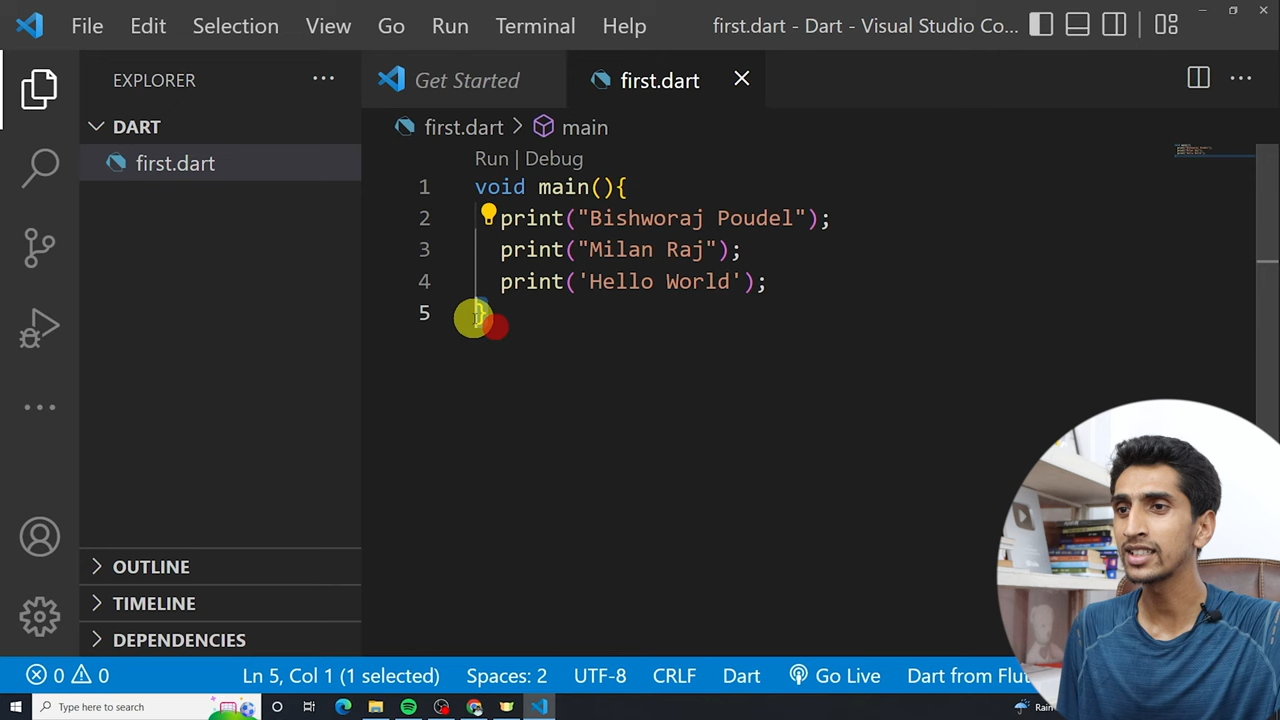 File Edit Selection View Go Run Terminal Help first.dart - Dart - Visual Studio Co...
EXPLORER
Get Started
first.dart
DART
first.dart
first.dart > main
Run | Debug
1 void main(){
2 print("Bishworaj Poudel");
3 print("Milan Raj");
4 print('Hello World');
5 }
OUTLINE
TIMELINE
DEPENDENCIES
0 0 Ln 5, Col 1 (1 selected) Spaces: 2 UTF-8 CRLF Dart Go Live Dart from Flut
Type here to search
Rain